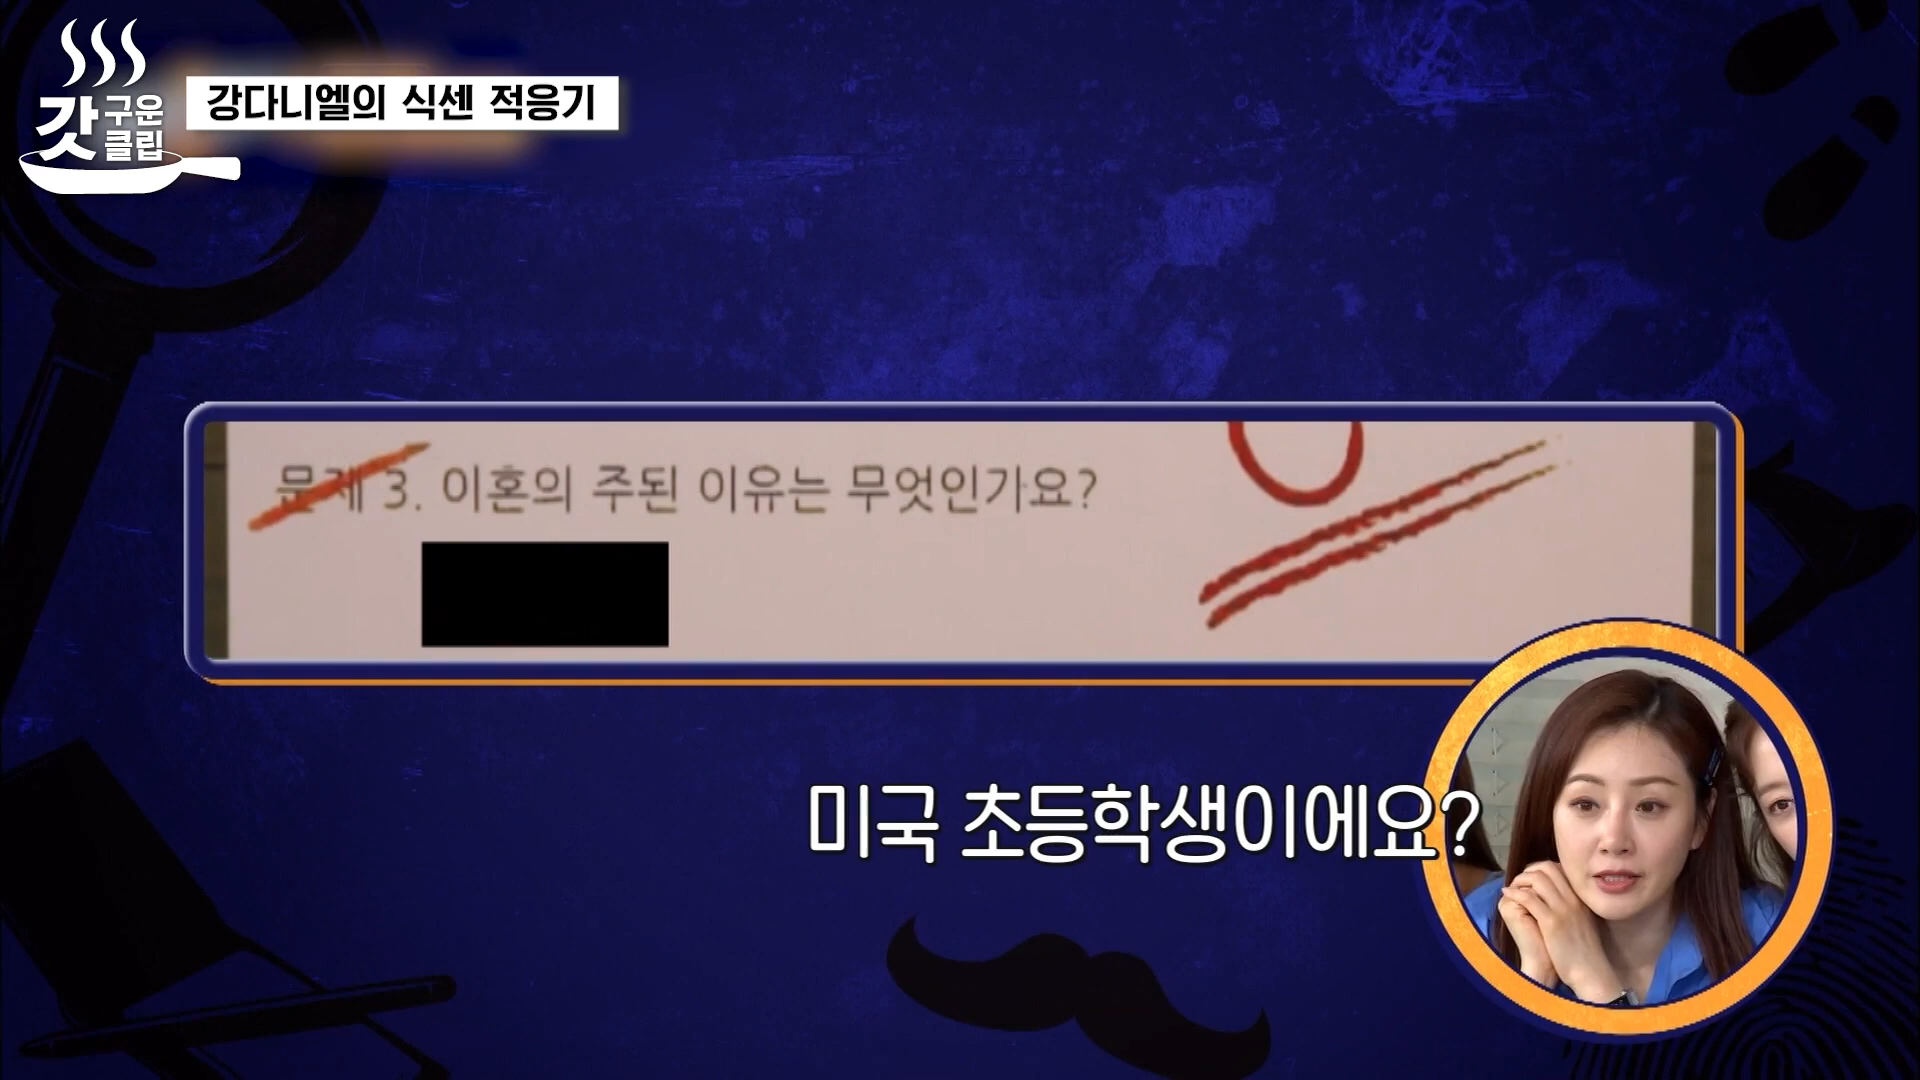 갓구운클립
강다니엘의 식센 적응기
문제 3. 이혼의 주된 이유는 무엇인가요?
미국 초등학생이에요?